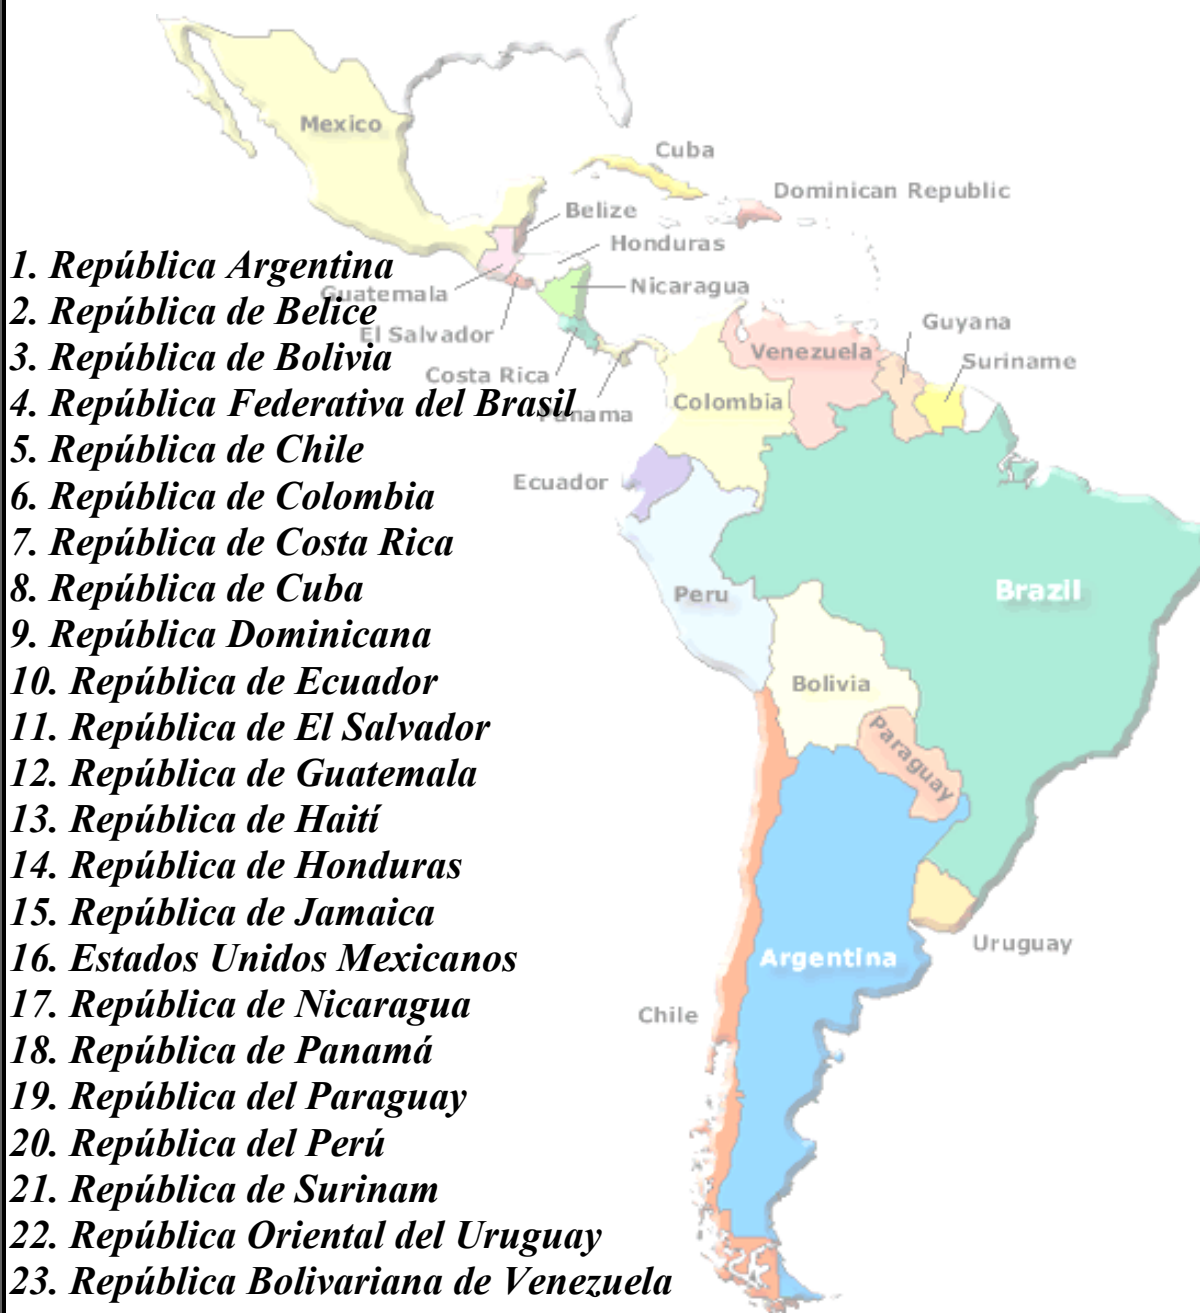 Mexico
Cuba
Dominican Republic
Belize
Honduras
1. República Argentina
Guatemala
Nicaragua
2. República de Belice
El Salvador
Guyana
3. República de Bolivia
Venezuela
Suriname
Costa Rica
4. República Federativa del Brasil
Panama
Colombia
5. República de Chile
Ecuador
6. República de Colombia
7. República de Costa Rica
8. República de Cuba
Peru
Brazil
9. República Dominicana
10. República de Ecuador
Bolivia
11. República de El Salvador
Paraguay
12. República de Guatemala
13. República de Haití
14. República de Honduras
15. República de Jamaica
Uruguay
16. Estados Unidos Mexicanos
Argentina
17. República de Nicaragua
Chile
18. República de Panamá
19. República del Paraguay
20. República del Perú
21. República de Surinam
22. República Oriental del Uruguay
23. República Bolivariana de Venezuela